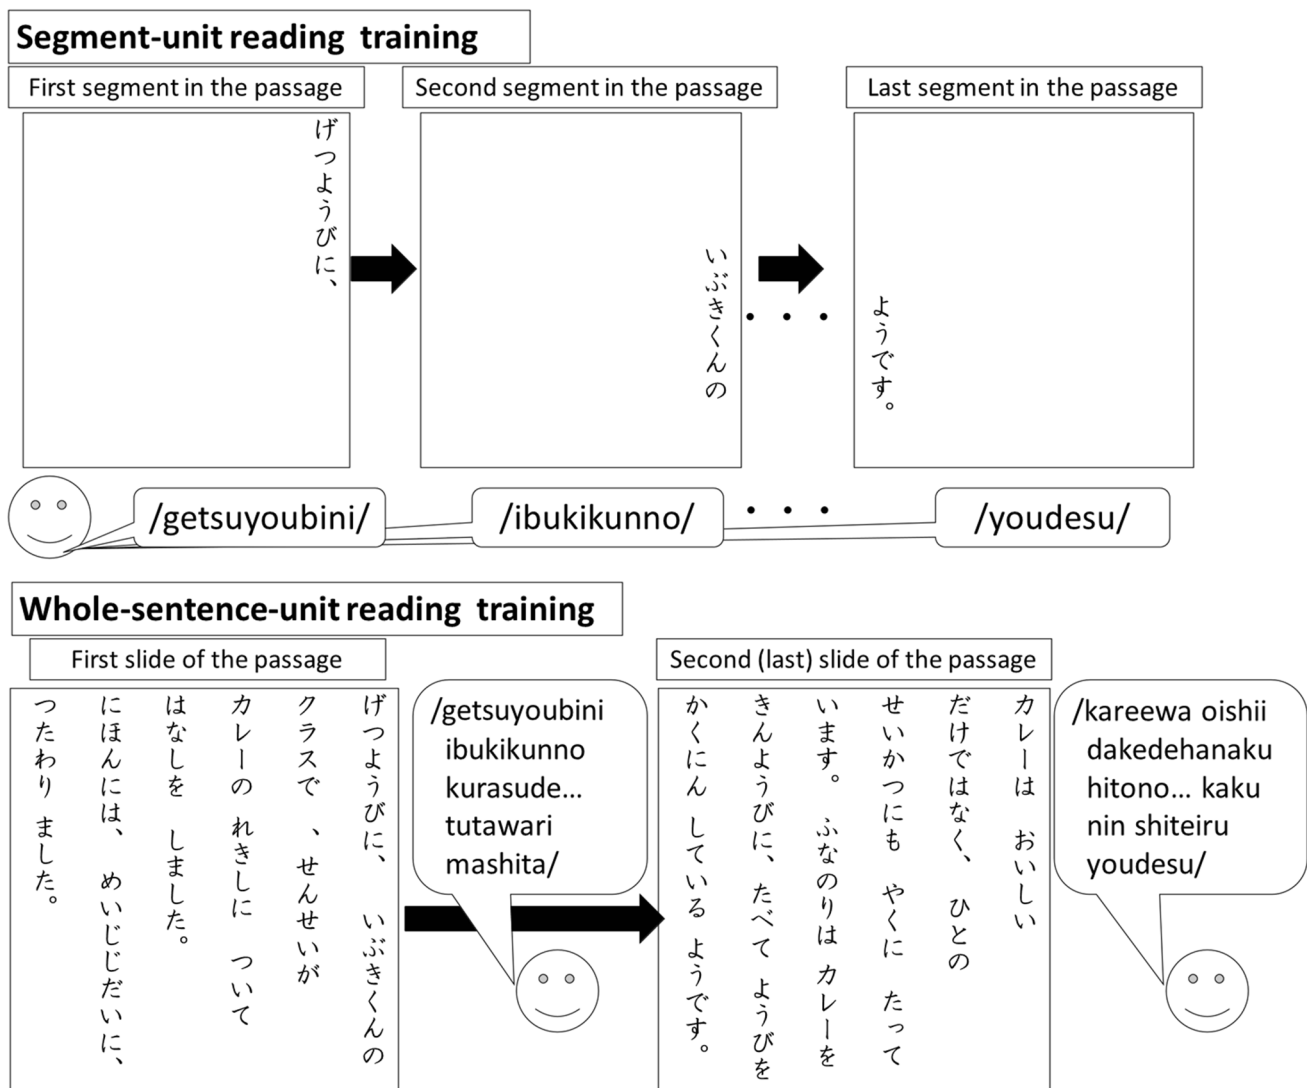 Segment-unit reading training
First segment in the passage
Second segment in the passage
Last segment in the passage
げつようびに、
いぶきくんの
・・・
ようです。
/getsuyoubini/
/ibukikunno/
・・・
/youdesu/
Whole-sentence-unit reading training
First slide of the passage
げつようびに、 いぶきくんの
クラスで 、せんせいが
カレーの れきしに ついて
はなしを しました。
にほんには、 めいじじだいに、
つたわり ました。
/getsuyoubini
ibukikunno
kurasude...
tutawari
mashita/
Second (last) slide of the passage
カレーは おいしい
だけではなく、 ひとの
せいかつにも やくに たって
います。 ふなのりは カレーを
きんようびに、たべて ようびを
かくにん している ようです。
/kareewa oishii
dakedehanaku
hitono... kaku
nin shiteiru
youdesu/